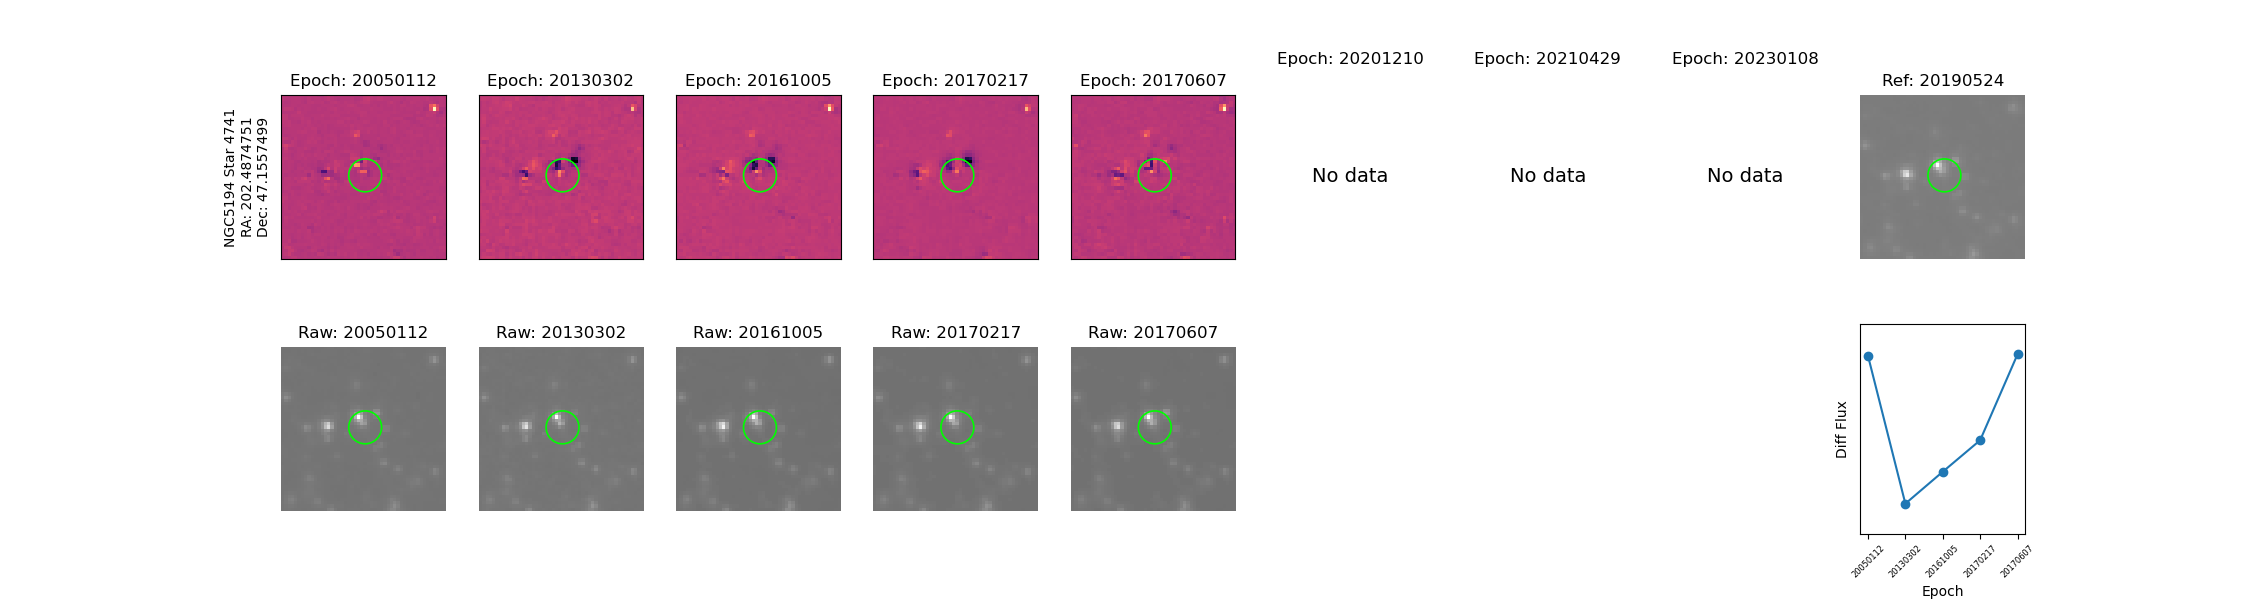 NGC5194 Star 4741
RA: 202.4874751
Dec: 47.1557499
Epoch: 20050112
Epoch: 20130302
Epoch: 20161005
Epoch: 20170217
Epoch: 20170607
Epoch: 20201210
Epoch: 20210429
Epoch: 20230108
Ref: 20190524
No data
No data
No data
Raw: 20050112
Raw: 20130302
Raw: 20161005
Raw: 20170217
Raw: 20170607
Diff Flux
20050112
20130302
20161005
20170217
20170607
Epoch